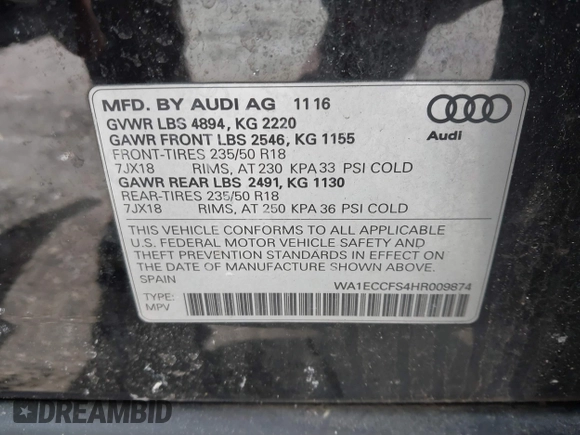 MFD. BY AUDI AG 1116
GVWR LBS 4894, KG 2220
GAWR FRONT LBS 2546, KG 1155
FRONT-TIRES 235/50 R18
7JX18 RIMS, AT 230 KPA 33 PSI COLD
GAWR REAR LBS 2491, KG 1130
REAR-TIRES 235/50 R18
7JX18 RIMS, AT 250 KPA 36 PSI COLD
Audi
THIS VEHICLE CONFORMS TO ALL APPLICABLE
U.S. FEDERAL MOTOR VEHICLE SAFETY AND
THEFT PREVENTION STANDARDS IN EFFECT ON
THE DATE OF MANUFACTURE SHOWN ABOVE.
SPAIN
WA1ECCFS4HR009874
TYPE:
MPV
DREAMBID